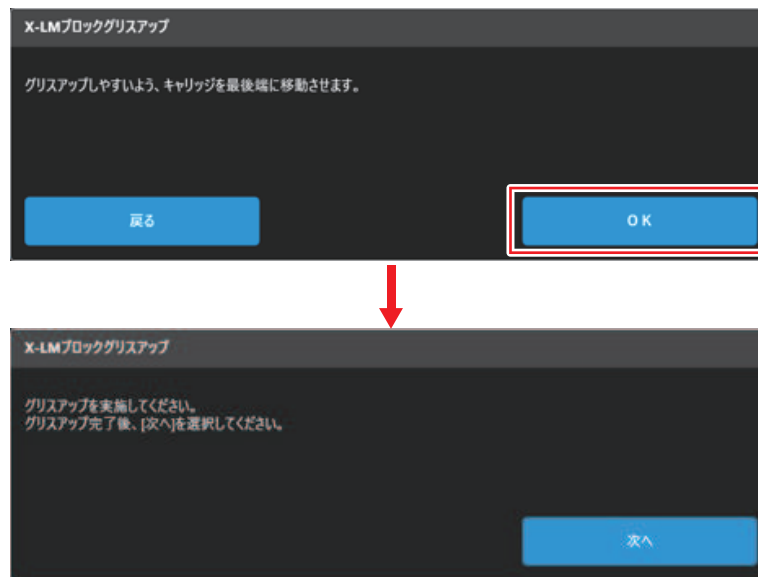 X-LMブロックグリスアップ
グリスアップしやすいよう、キャリッジを最後端に移動させます。
戻る
OK
X-LMブロックグリスアップ
グリスアップを実施してください。
グリスアップ完了後、[次へ]を選択してください。
次へ